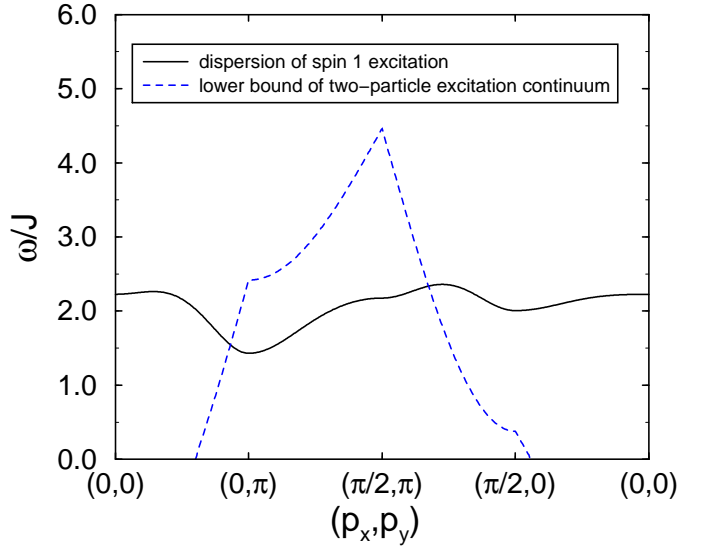 6.0
dispersion of spin 1 excitation
lower bound of two−particle excitation continuum
5.0
4.0
3.0
2.0
1.0
0.0
ω/J
(0,0) (0,π) (π/2,π) (π/2,0) (0,0)
(pₓ,p_y)